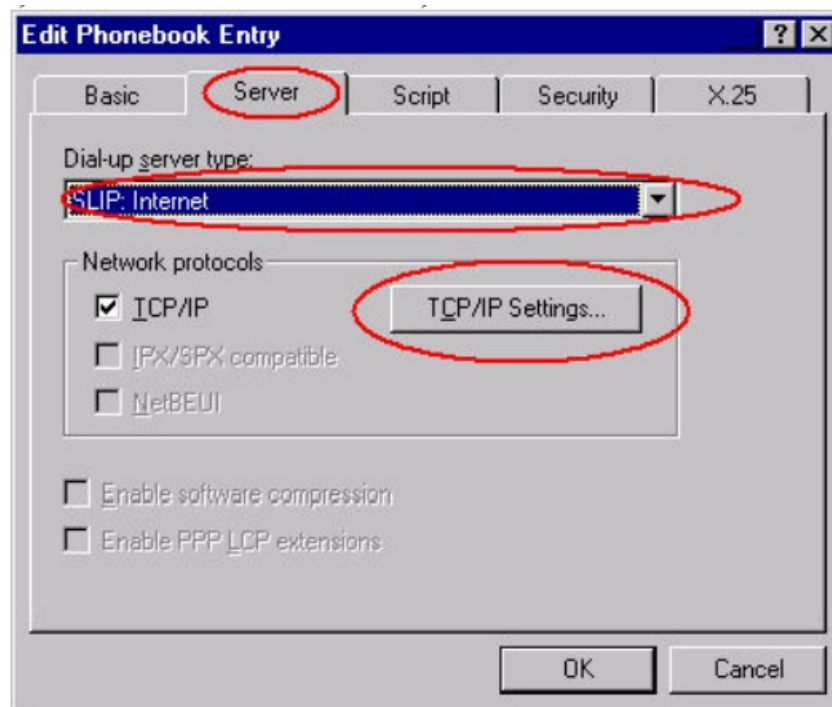 Edit Phonebook Entry
Basic Server Script Security X.25
Dial-up server type:
SLIP: Internet
Network protocols
TCP/IP TCP/IP Settings...
IPX/SPX compatible
NetBEUI
Enable software compression
Enable PPP LCP extensions
OK Cancel